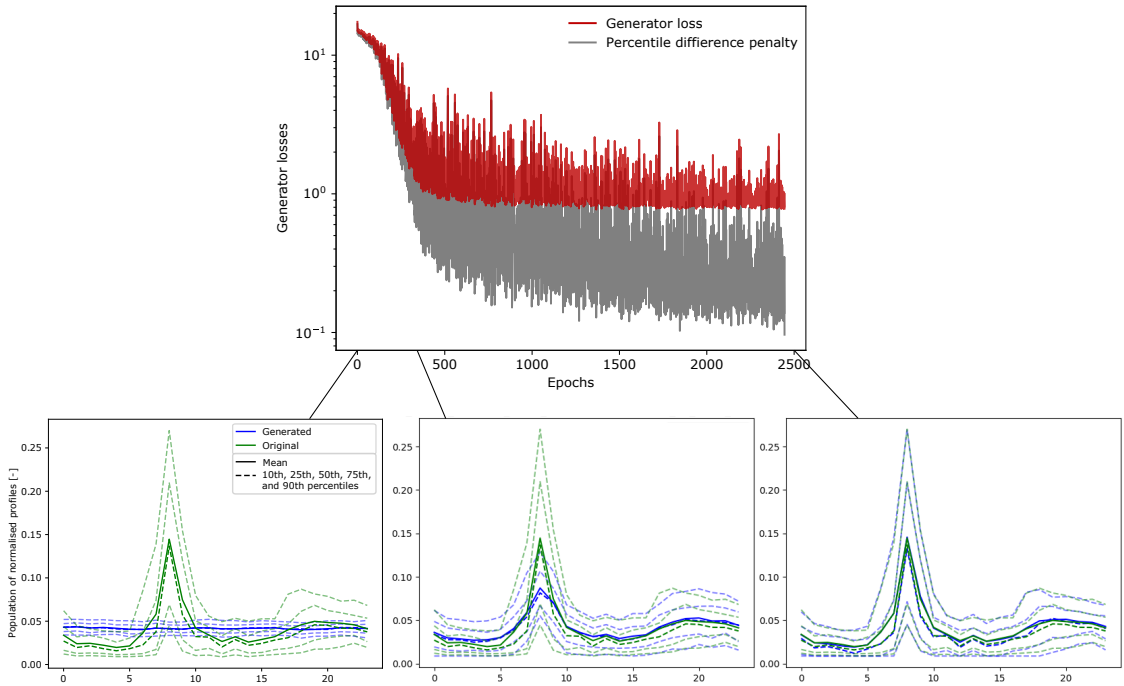 Generator loss
Percentile diffierence penalty
Generator losses
10¹
10⁰
10⁻¹
0 500 1000 1500 2000 2500
Epochs
Population of normalised profiles [-]
0.25
0.20
0.15
0.10
0.05
0.00
0 5 10 15 20
Generated
Original
Mean
10th, 25th, 50th, 75th,
and 90th percentiles
0.25
0.20
0.15
0.10
0.05
0.00
0 5 10 15 20
0.25
0.20
0.15
0.10
0.05
0.00
0 5 10 15 20